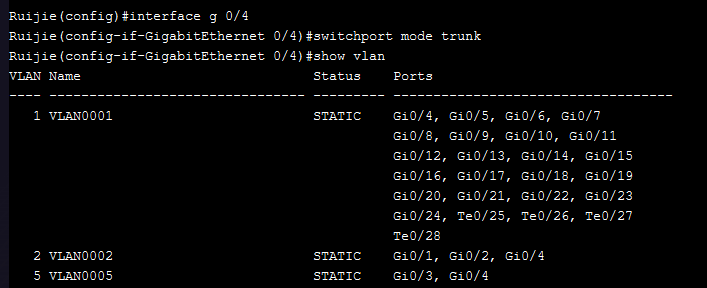 Ruijie(config)#interface g 0/4
Ruijie(config-if-GigabitEthernet 0/4)#switchport mode trunk
Ruijie(config-if-GigabitEthernet 0/4)#show vlan
VLAN Name                             Status    Ports
---- -------------------------------- --------- -----------------------------------
   1 VLAN0001                         STATIC    Gi0/4, Gi0/5, Gi0/6, Gi0/7
                                                Gi0/8, Gi0/9, Gi0/10, Gi0/11
                                                Gi0/12, Gi0/13, Gi0/14, Gi0/15
                                                Gi0/16, Gi0/17, Gi0/18, Gi0/19
                                                Gi0/20, Gi0/21, Gi0/22, Gi0/23
                                                Gi0/24, Te0/25, Te0/26, Te0/27
                                                Te0/28
   2 VLAN0002                         STATIC    Gi0/1, Gi0/2, Gi0/4
   5 VLAN0005                         STATIC    Gi0/3, Gi0/4